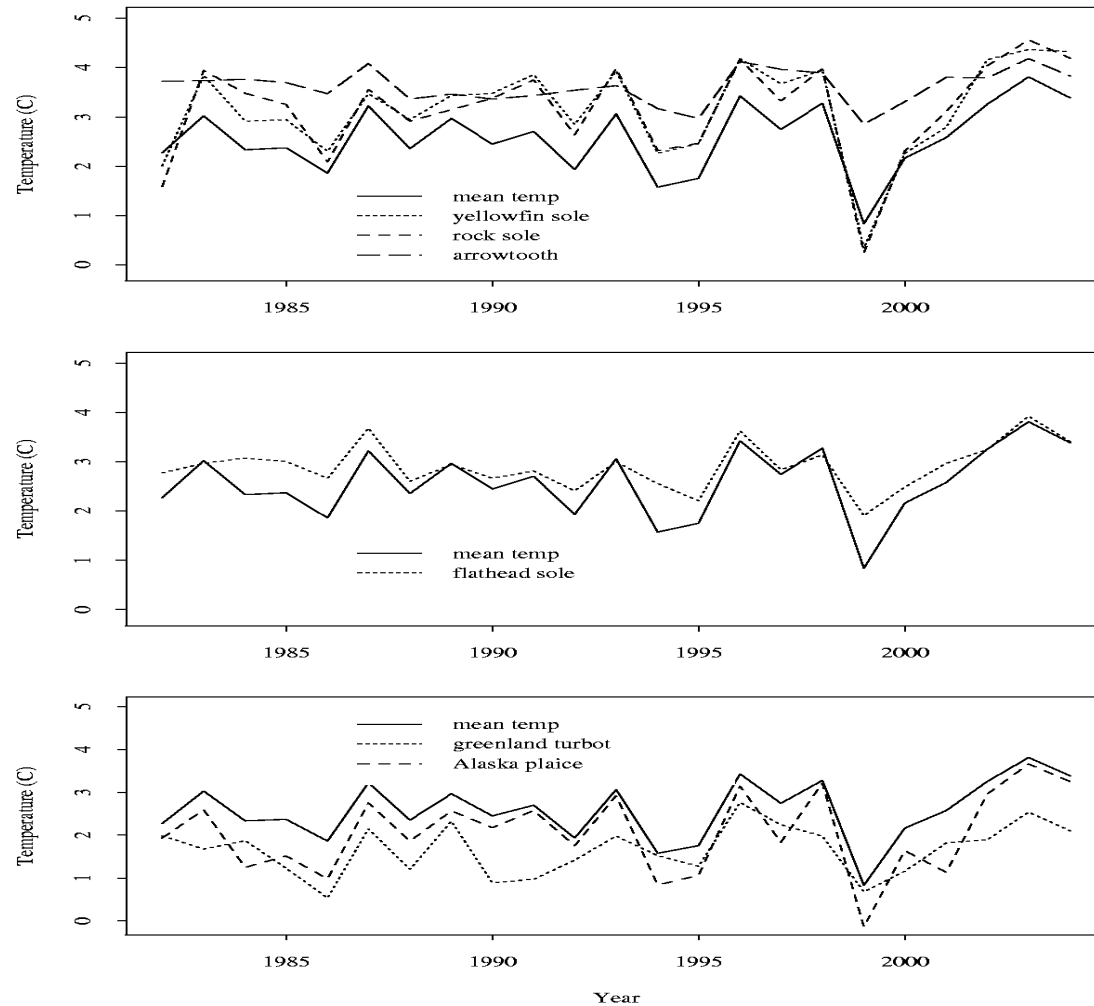 5
4
3
2
1
0
Temperature (C)
mean temp
yellowfin sole
rock sole
arrowtooth
1985 1990 1995 2000
5
4
3
2
1
0
Temperature (C)
mean temp
flathead sole
1985 1990 1995 2000
5
4
3
2
1
0
Temperature (C)
mean temp
greenland turbot
Alaska plaice
1985 1990 1995 2000
Year